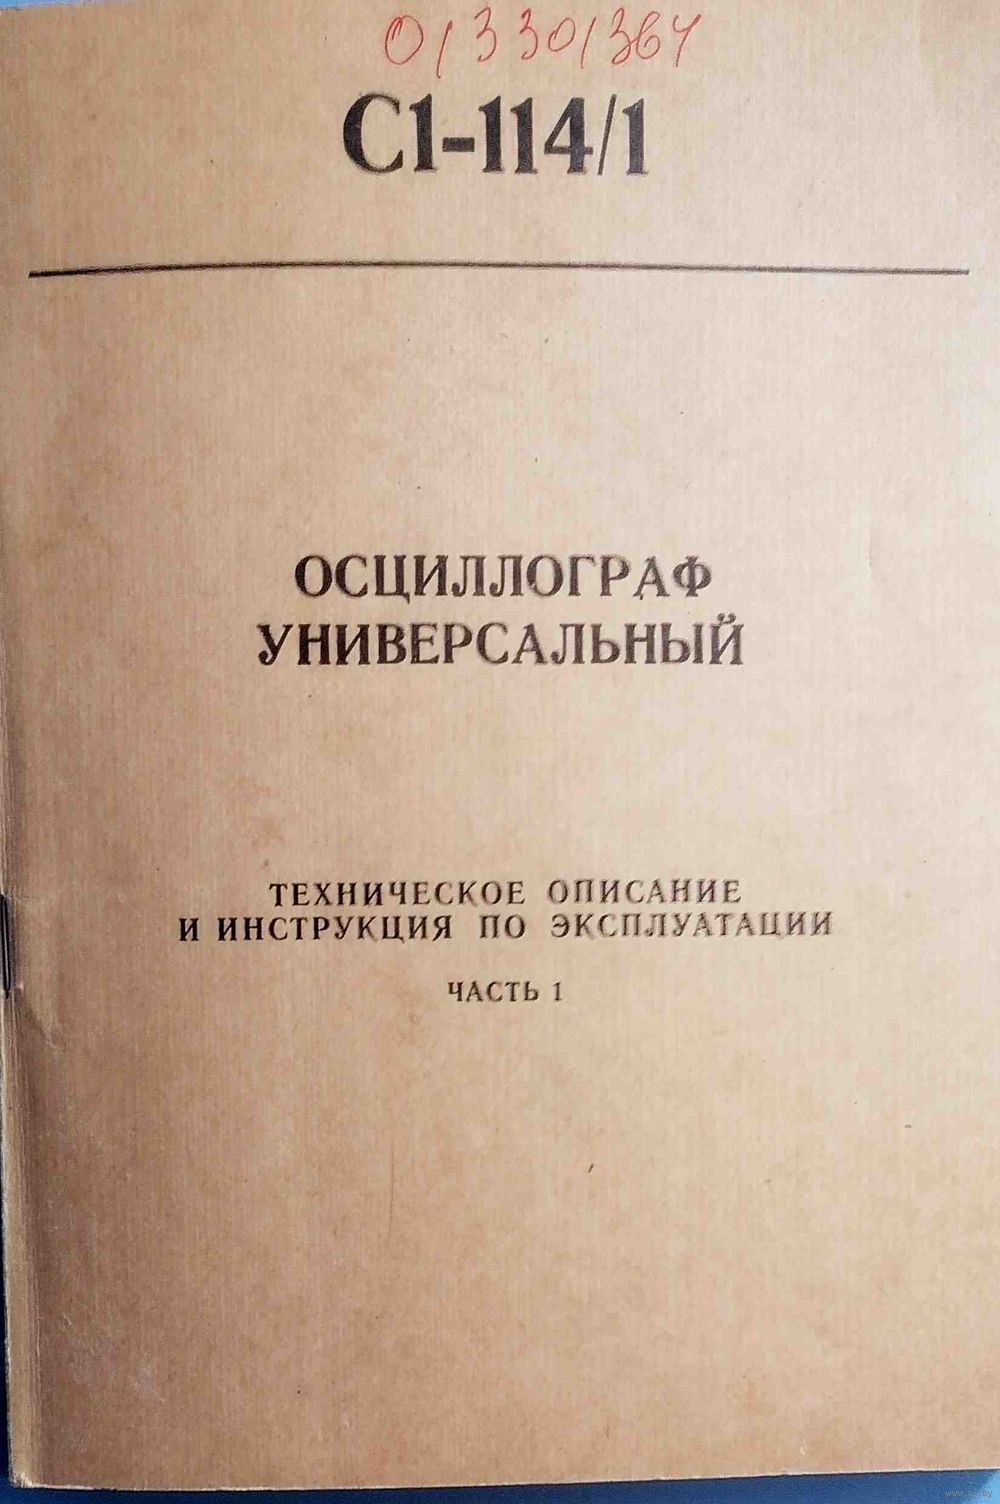 0/330/364
С1-114/1
ОСЦИЛЛОГРАФ
УНИВЕРСАЛЬНЫЙ
ТЕХНИЧЕСКОЕ ОПИСАНИЕ
И ИНСТРУКЦИЯ ПО ЭКСПЛУАТАЦИИ
ЧАСТЬ 1